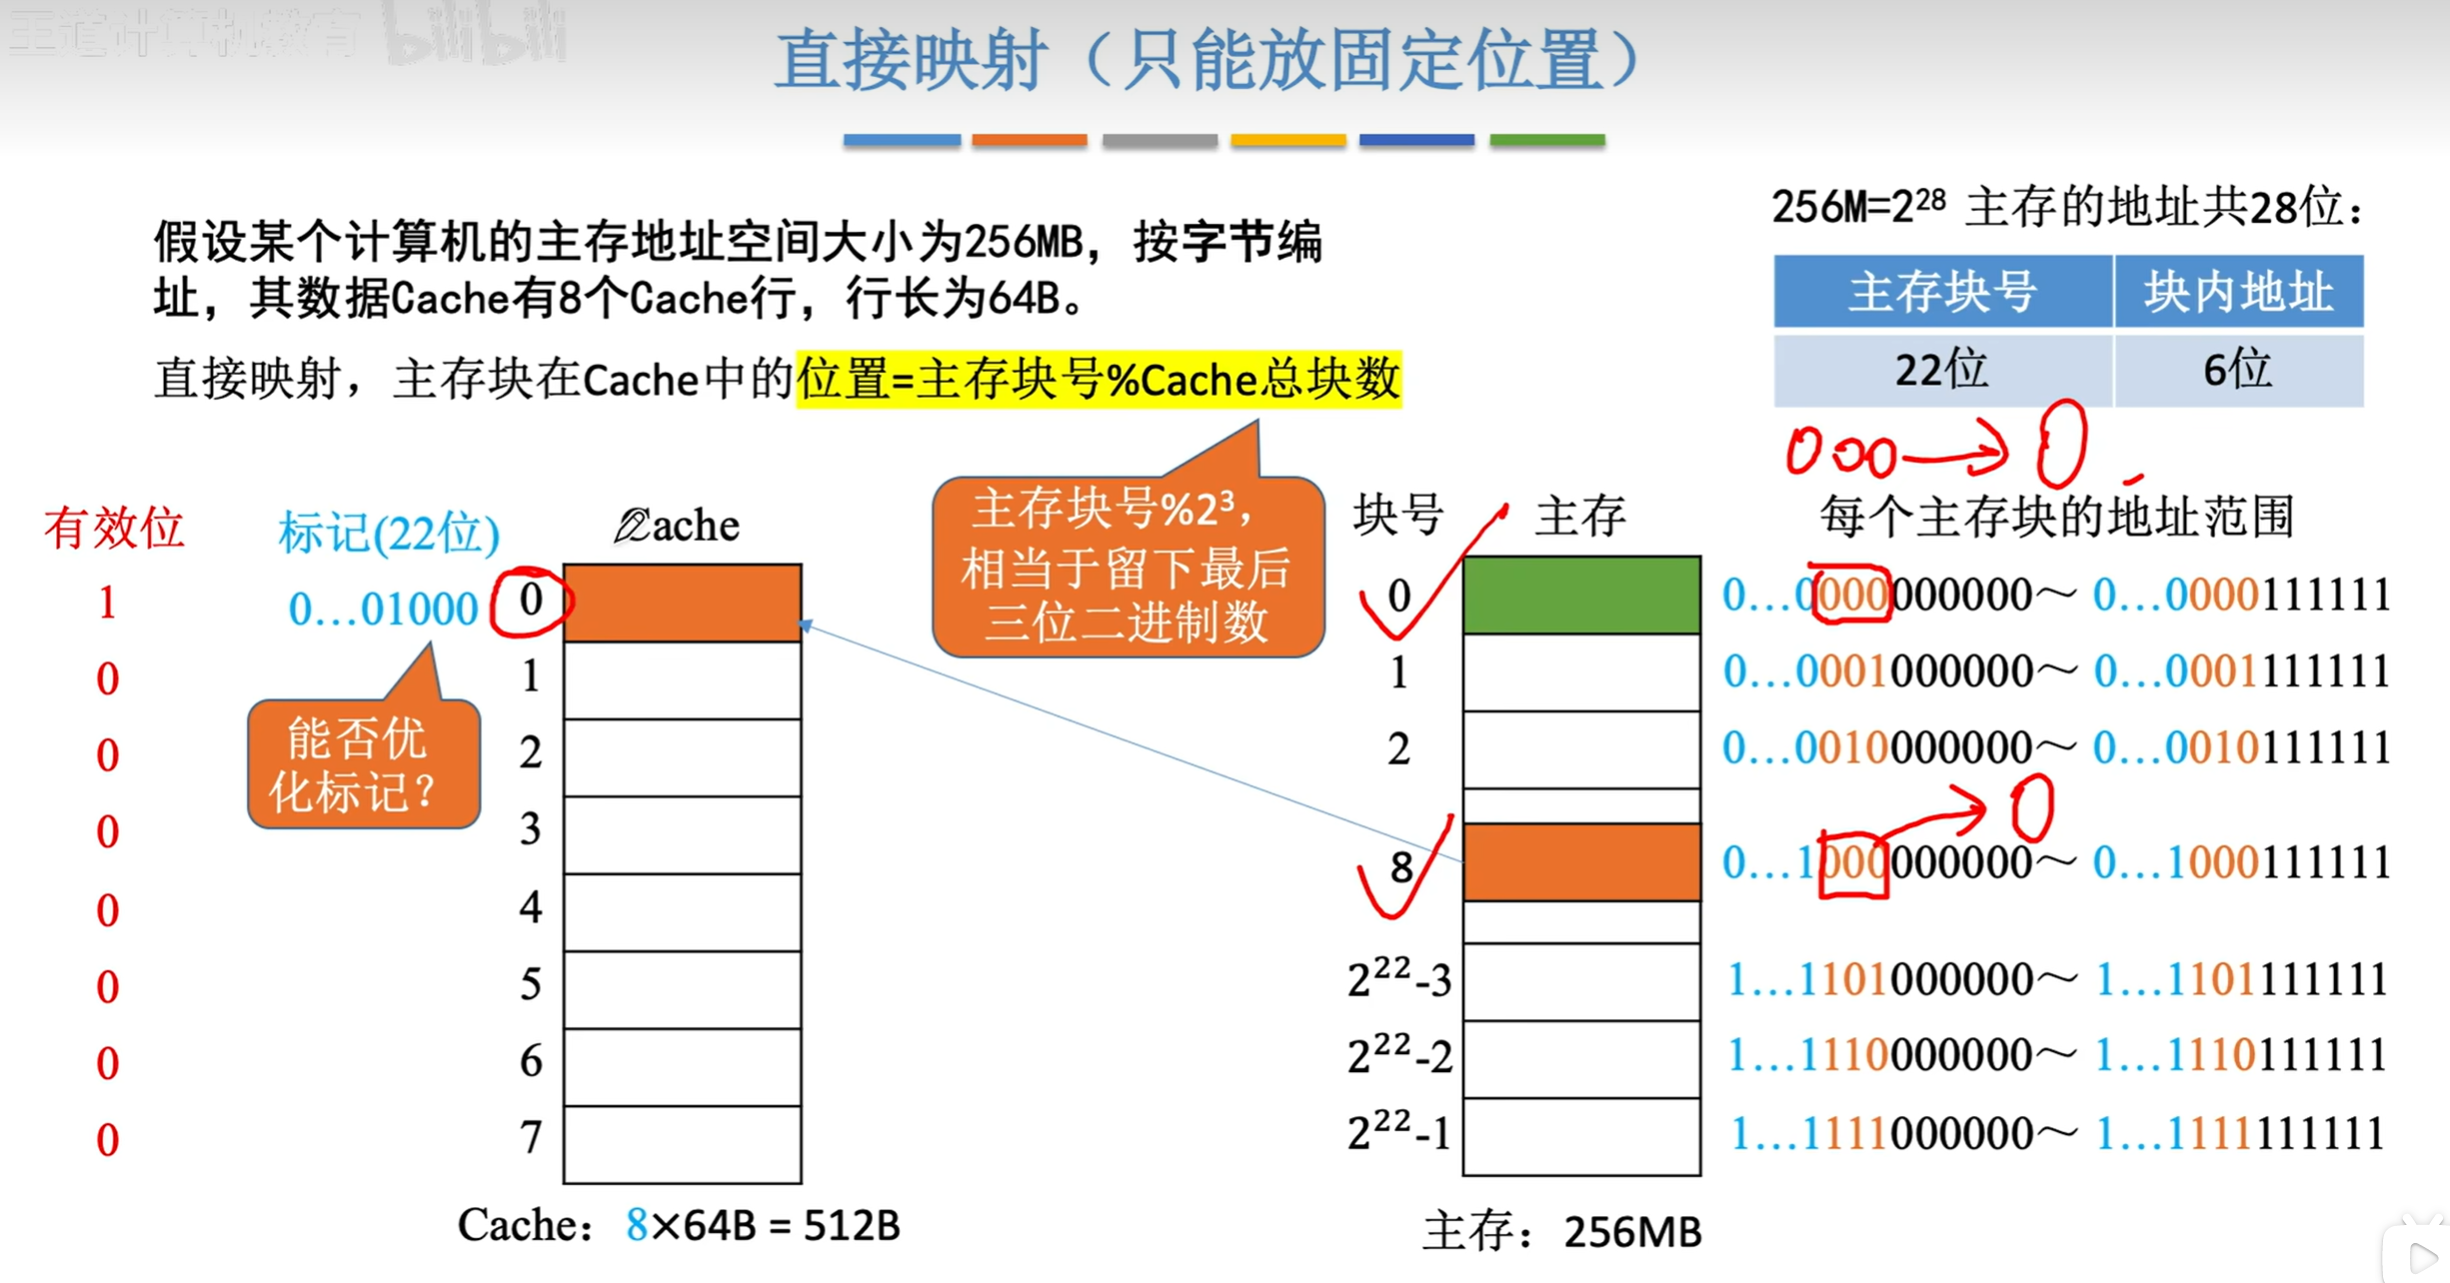 王道计算机教育 bilibili
直接映射（只能放固定位置）
假设某个计算机的主存地址空间大小为256MB，按字节编
址，其数据Cache有8个Cache行，行长为64B。
直接映射，主存块在Cache中的位置=主存块号%Cache总块数
256M=2²⁸ 主存的地址共28位：
主存块号 块内地址
22位 6位
000→0
主存块号%2³，
相当于留下最后
三位二进制数
有效位 标记(22位) Cache
1 0…01000 0
0 1
0 2
0 3
0 4
0 5
0 6
0 7
能否优
化标记？
Cache：8×64B = 512B
块号 主存 每个主存块的地址范围
0 0…0000000000～ 0…0000111111
1 0…0001000000～ 0…0001111111
2 0…0010000000～ 0…0010111111
0
8 0…1000000000～ 0…1000111111
2²²-3 1…1101000000～ 1…1101111111
2²²-2 1…1110000000～ 1…1110111111
2²²-1 1…1111000000～ 1…1111111111
主存：256MB